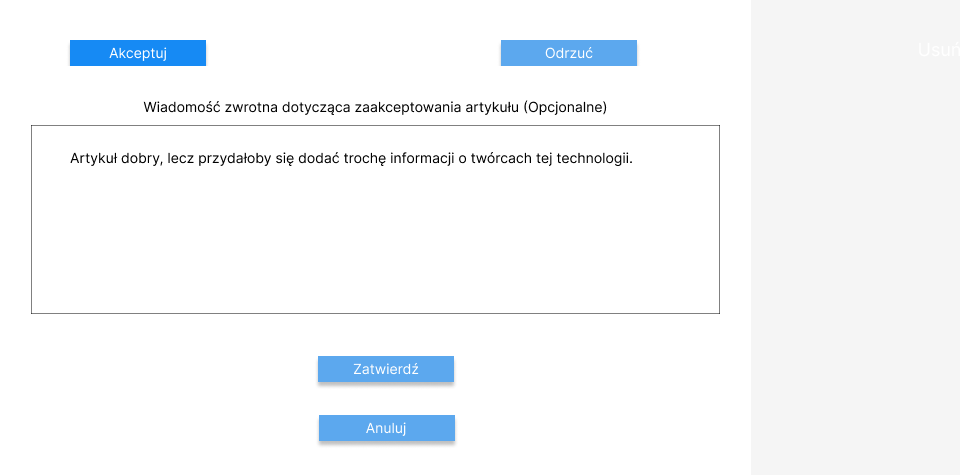 Akceptuj
Odrzuć
Usuń
Wiadomość zwrotna dotycząca zaakceptowania artykułu (Opcjonalne)
Artykuł dobry, lecz przydałoby się dodać trochę informacji o twórcach tej technologii.
Zatwierdź
Anuluj